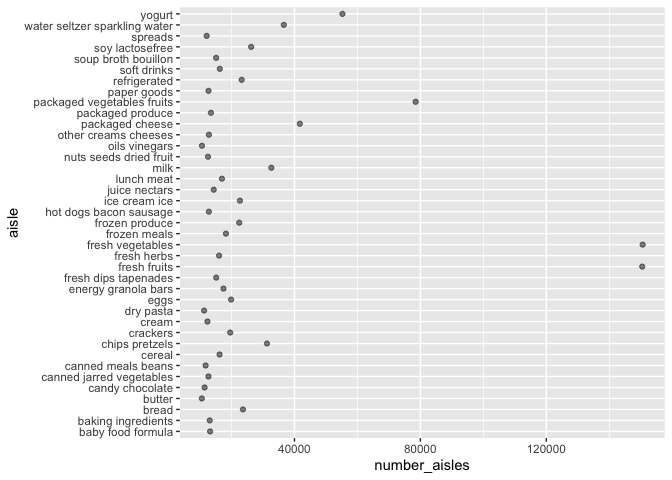 yogurt
water seltzer sparkling water
spreads
soy lactosefree
soup broth bouillon
soft drinks
refrigerated
paper goods
packaged vegetables fruits
packaged produce
packaged cheese
other creams cheeses
oils vinegars
nuts seeds dried fruit
milk
lunch meat
juice nectars
ice cream ice
hot dogs bacon sausage
frozen produce
frozen meals
fresh vegetables
fresh herbs
fresh fruits
fresh dips tapenades
energy granola bars
eggs
dry pasta
cream
crackers
chips pretzels
cereal
canned meals beans
canned jarred vegetables
candy chocolate
butter
bread
baking ingredients
baby food formula
aisle
40000 80000 120000
number_aisles